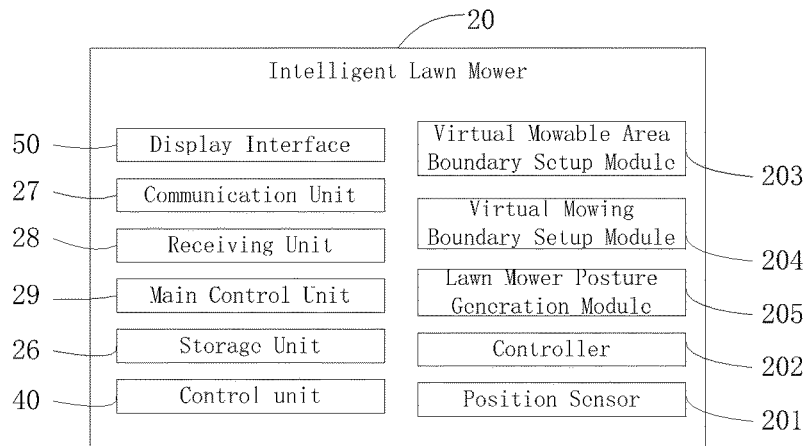 20
Intelligent Lawn Mower
50
Display Interface
27
Communication Unit
28
Receiving Unit
29
Main Control Unit
26
Storage Unit
40
Control unit
Virtual Mowable Area
Boundary Setup Module
203
Virtual Mowing
Boundary Setup Module
204
Lawn Mower Posture
Generation Module
205
Controller
202
Position Sensor
201